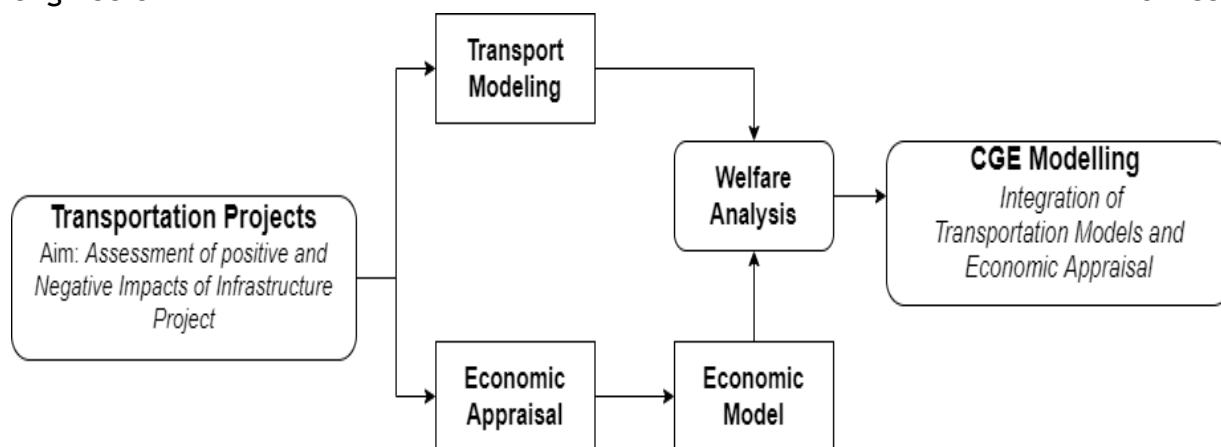 Transport
Modeling
Transportation Projects
Aim: Assessment of positive and
Negative Impacts of Infrastructure
Project
Welfare
Analysis
CGE Modelling
Integration of
Transportation Models and
Economic Appraisal
Economic
Appraisal
Economic
Model